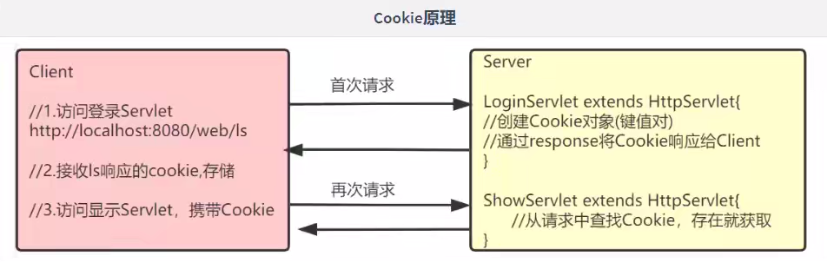 Cookie原理
Client
//1.访问登录Servlet
http://localhost:8080/web/ls
//2.接收ls响应的cookie,存储
//3.访问显示Servlet，携带Cookie
首次请求
再次请求
Server
LoginServlet extends HttpServlet{
//创建Cookie对象(键值对)
//通过response将Cookie响应给Client
}
ShowServlet extends HttpServlet{
//从请求中查找Cookie，存在就获取
}